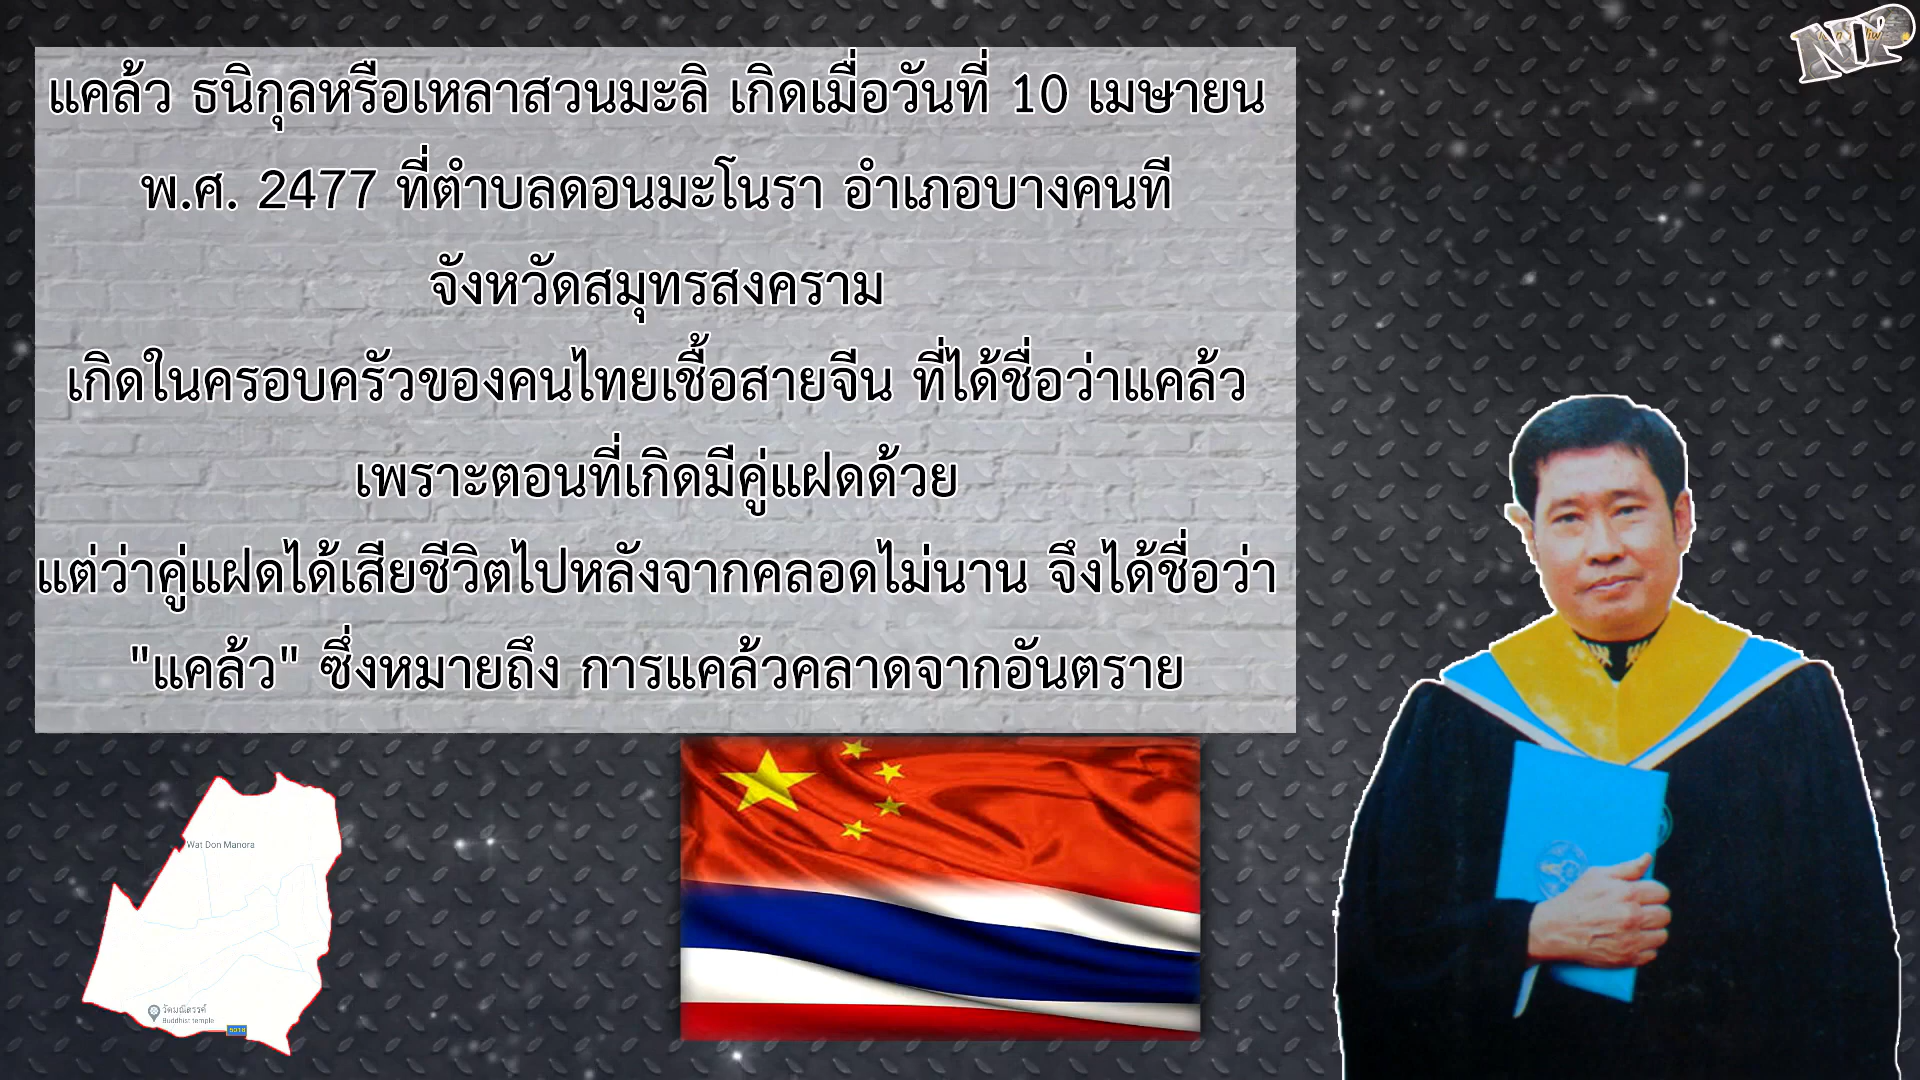 แคล้ว ธนิกุลหรือเหลาสวนมะลิ เกิดเมื่อวันที่ 10 เมษายน
พ.ศ. 2477 ที่ตำบลดอนมะโนรา อำเภอบางคนที
จังหวัดสมุทรสงคราม
เกิดในครอบครัวของคนไทยเชื้อสายจีน ที่ได้ชื่อว่าแคล้ว
เพราะตอนที่เกิดมีคู่แฝดด้วย
แต่ว่าคู่แฝดได้เสียชีวิตไปหลังจากคลอดไม่นาน จึงได้ชื่อว่า
"แคล้ว" ซึ่งหมายถึง การแคล้วคลาดจากอันตราย
NP
Wat Don Manora
Buddhist temple